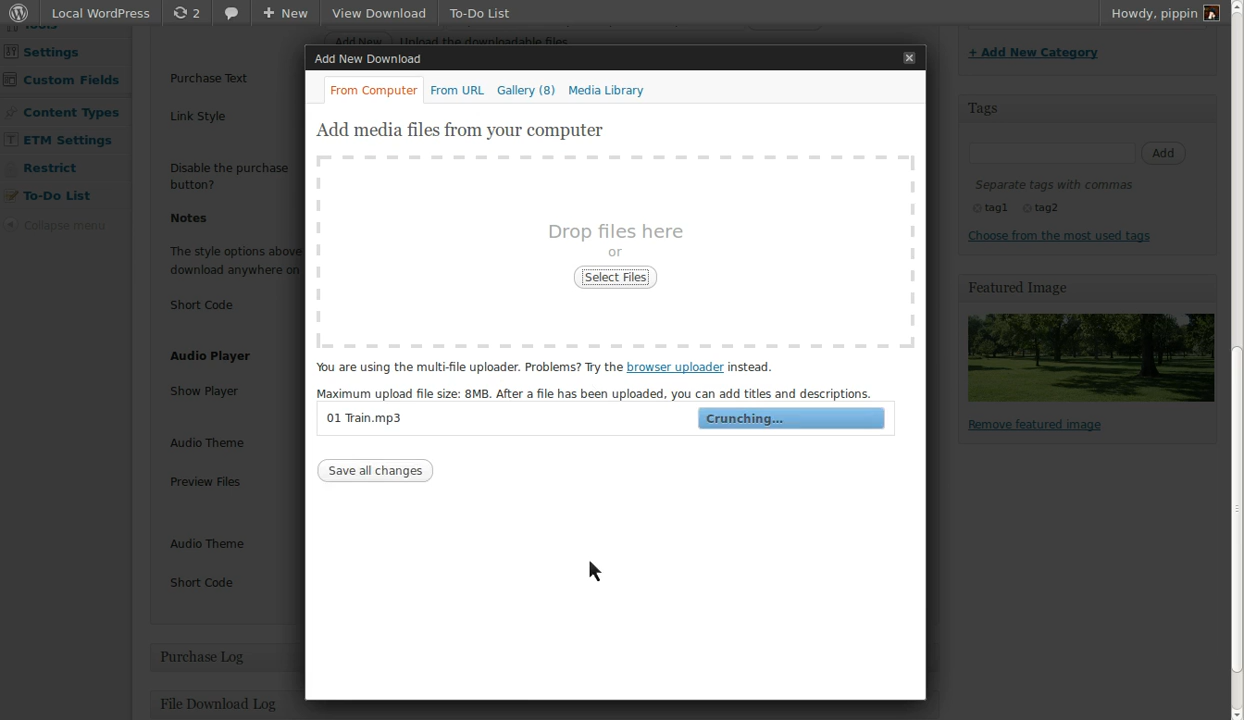 Local WordPress 2 New View Download To-Do List Howdy, pippin
Tools
Settings
Custom Fields
Content Types
ETM Settings
Restrict
To-Do List
Collapse menu
Add New Upload the downloadable files
Purchase Text
Link Style
Disable the purchase
button?
Notes
The style options above
download anywhere on
Short Code
Audio Player
Show Player
Audio Theme
Preview Files
Audio Theme
Short Code
Purchase Log
File Download Log
Add New Download
From Computer From URL Gallery (8) Media Library
Add media files from your computer
Drop files here
or
Select Files
You are using the multi-file uploader. Problems? Try the browser uploader instead.
Maximum upload file size: 8MB. After a file has been uploaded, you can add titles and descriptions.
01 Train.mp3 Crunching…
Save all changes
+ Add New Category
Tags
Add
Separate tags with commas
tag1 tag2
Choose from the most used tags
Featured Image
Remove featured image